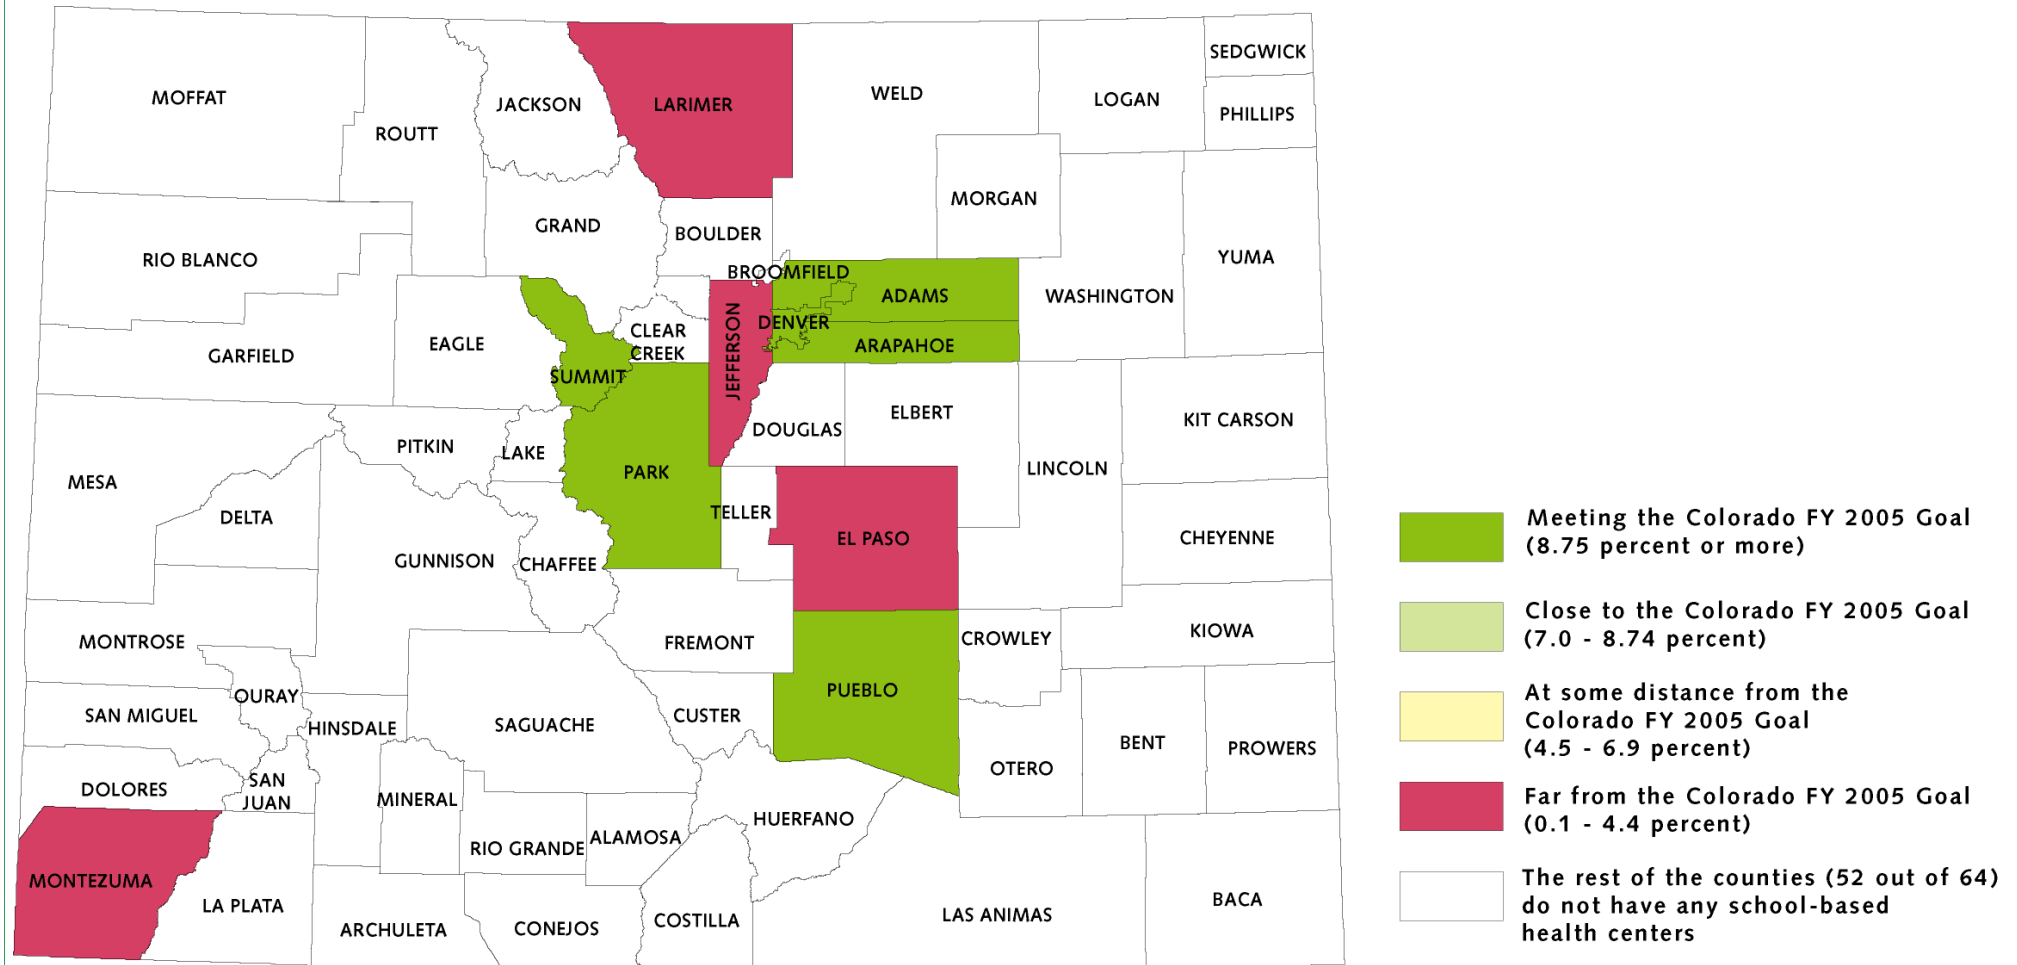 SEDGWICK
MOFFAT
JACKSON
LARIMER
WELD
LOGAN
PHILLIPS
ROUTT
MORGAN
GRAND
BOULDER
RIO BLANCO
YUMA
BROOMFIELD
ADAMS
WASHINGTON
DENVER
CLEAR
CREEK
JEFFERSON
EAGLE
GARFIELD
ARAPAHOE
SUMMIT
ELBERT
KIT CARSON
DOUGLAS
PITKIN
LAKE
PARK
LINCOLN
MESA
DELTA
TELLER
EL PASO
CHEYENNE
GUNNISON
CHAFFEE
MONTROSE
FREMONT
CROWLEY
KIOWA
OURAY
PUEBLO
SAN MIGUEL
HINSDALE
SAGUACHE
CUSTER
BENT
PROWERS
OTERO
DOLORES
SAN
JUAN
MINERAL
RIO GRANDE
ALAMOSA
HUERFANO
MONTEZUMA
LA PLATA
ARCHULETA
CONEJOS
COSTILLA
LAS ANIMAS
BACA
Meeting the Colorado FY 2005 Goal
(8.75 percent or more)
Close to the Colorado FY 2005 Goal
(7.0 - 8.74 percent)
At some distance from the
Colorado FY 2005 Goal
(4.5 - 6.9 percent)
Far from the Colorado FY 2005 Goal
(0.1 - 4.4 percent)
The rest of the counties (52 out of 64)
do not have any school-based
health centers